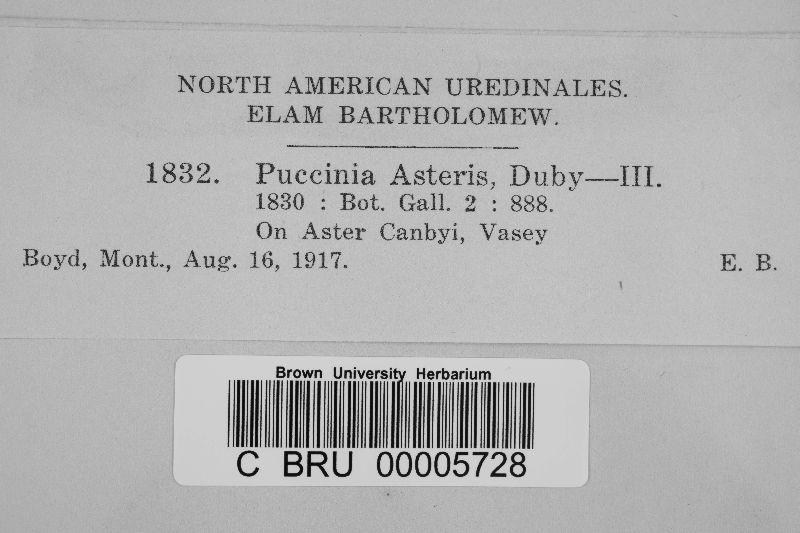 NORTH AMERICAN UREDINALES.
ELAM BARTHOLOMEW.
1832. Puccinia Asteris, Duby—III.
1830 : Bot. Gall. 2 : 888.
On Aster Canbyi, Vasey
Boyd, Mont., Aug. 16, 1917. E. B.
Brown University Herbarium
C BRU 00005728